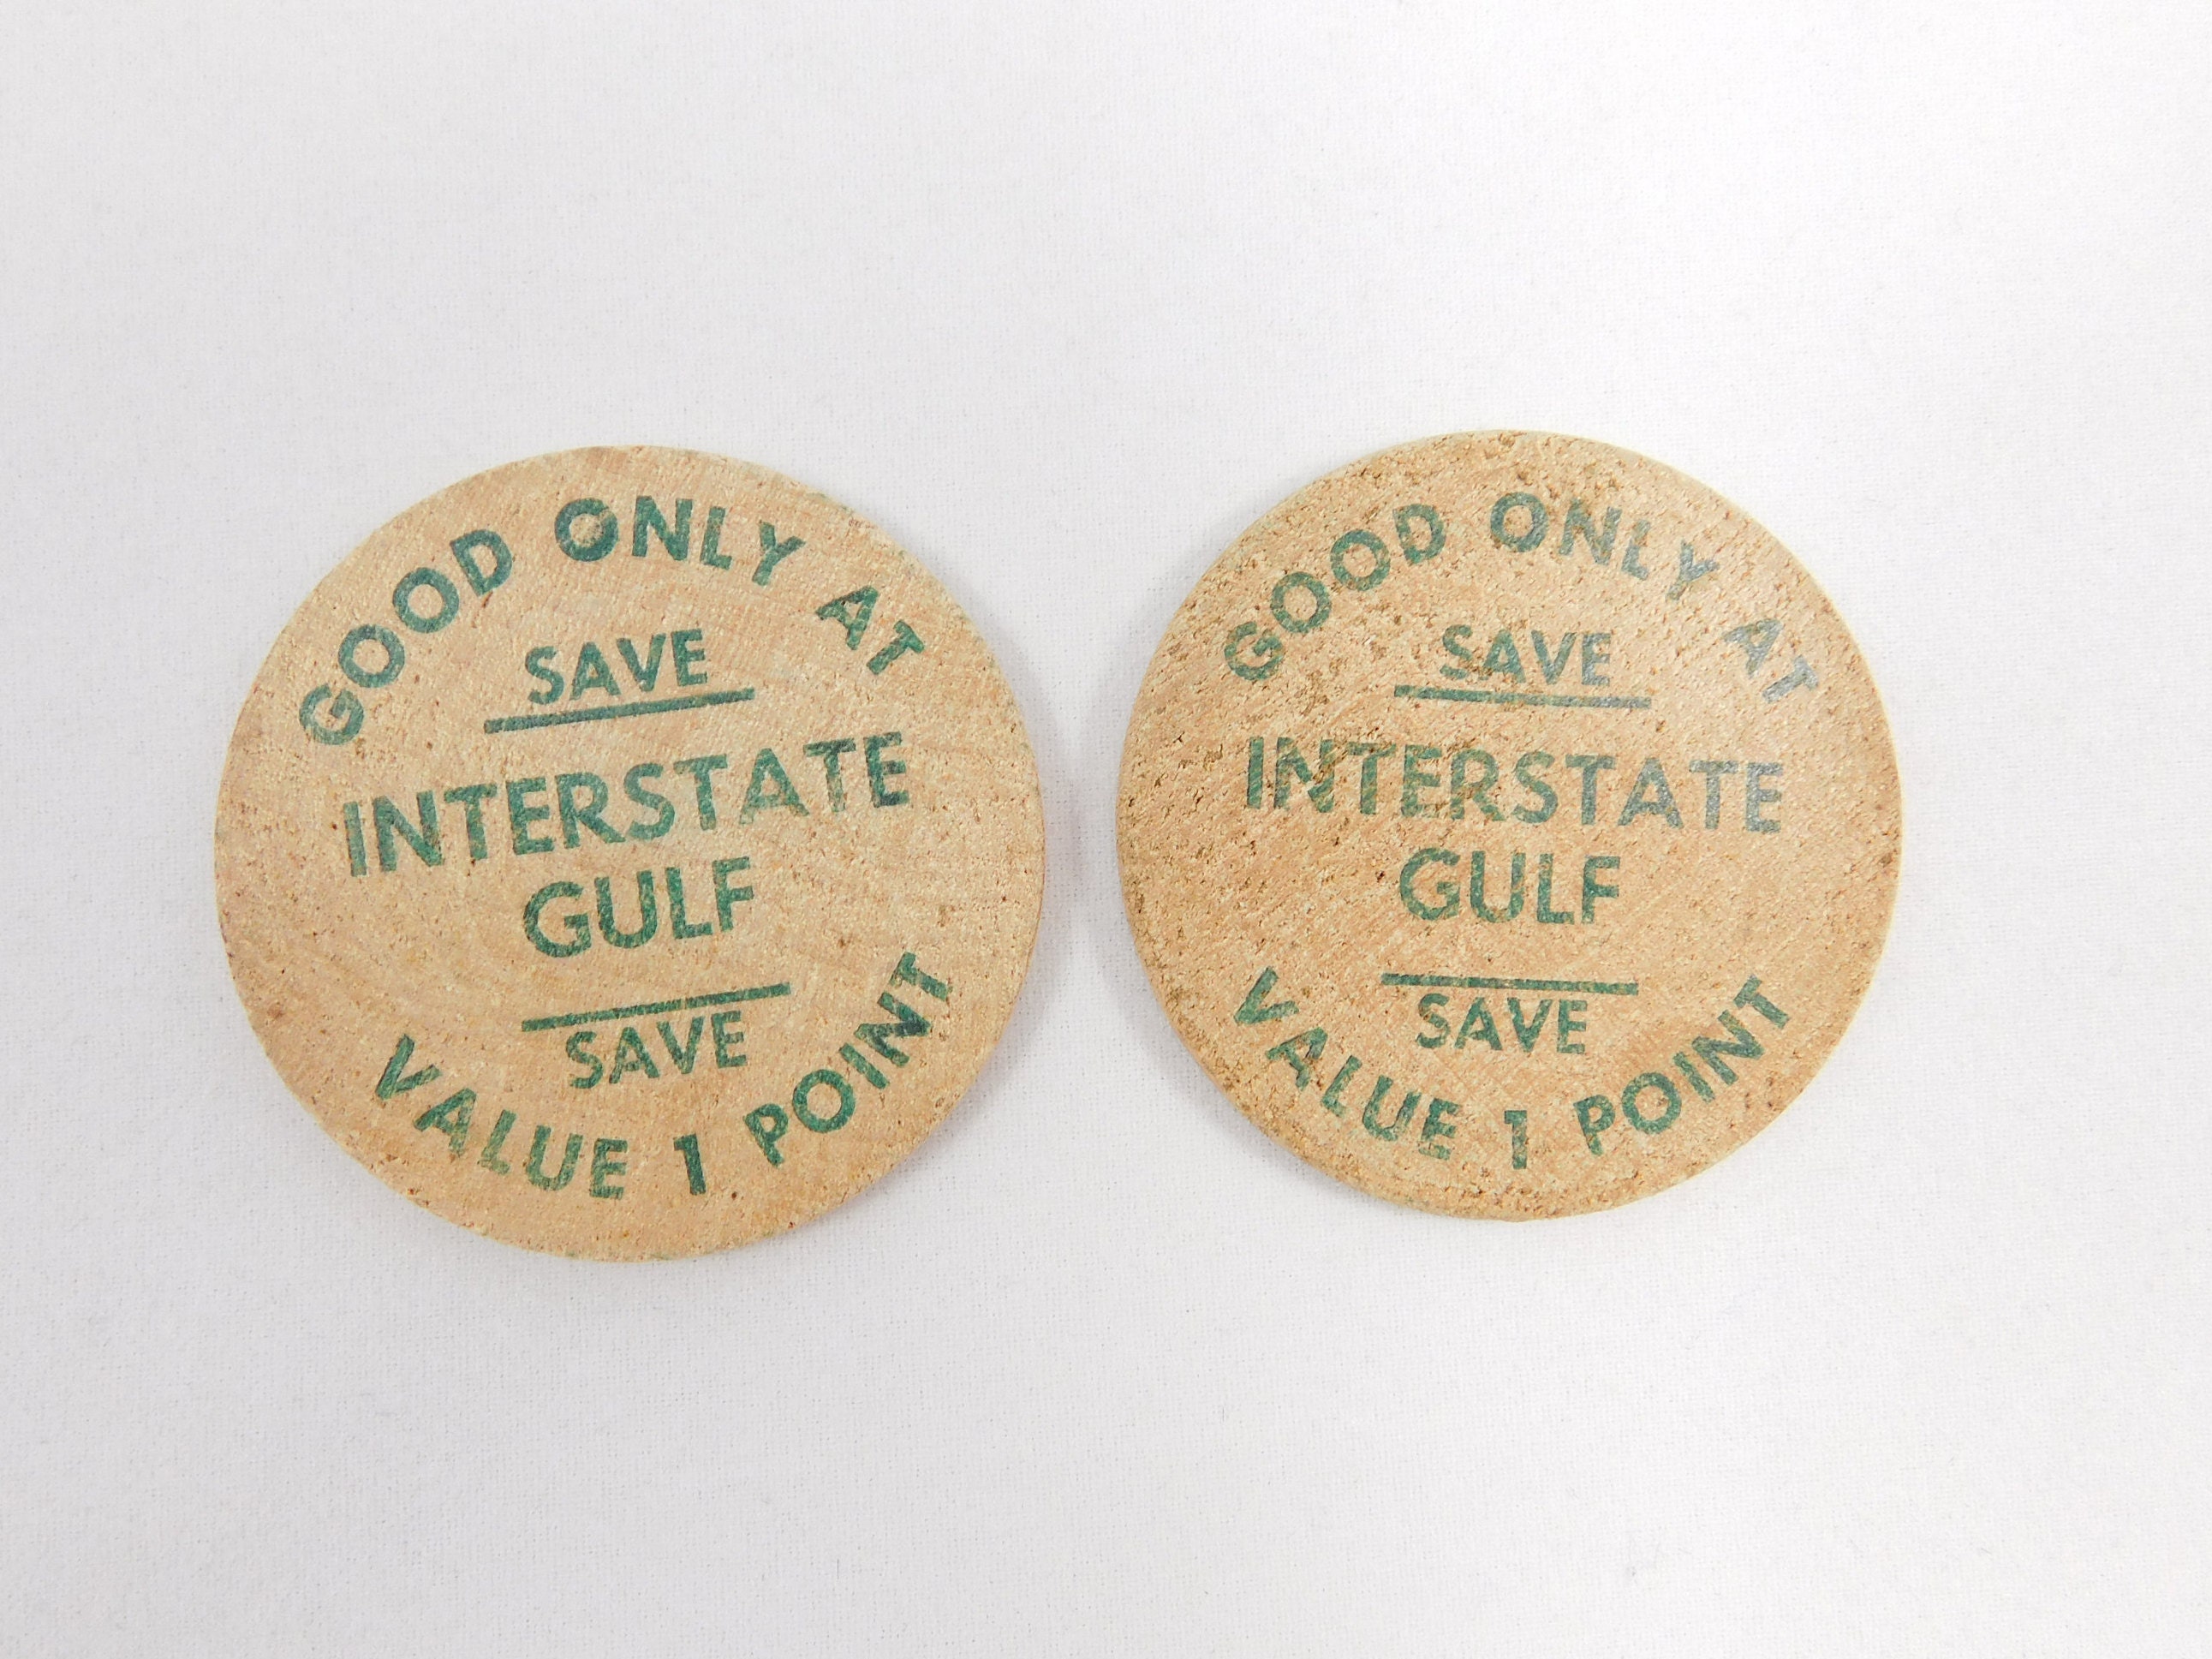 GOOD ONLY AT
SAVE
INTERSTATE
GULF
SAVE
VALUE 1 POINT
GOOD ONLY AT
SAVE
INTERSTATE
GULF
SAVE
VALUE 1 POINT